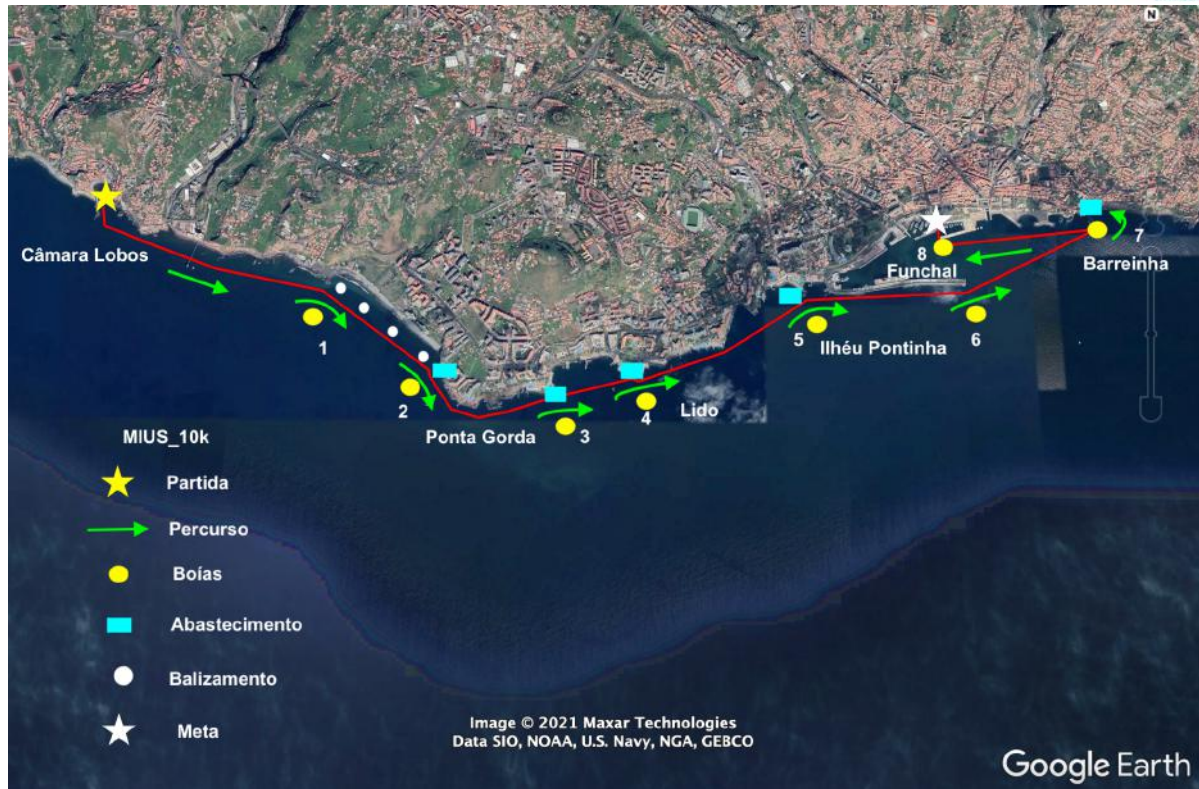 N
Câmara Lobos
1
2
Ponta Gorda
3
4
Lido
5
Ilhéu Pontinha
6
8
Funchal
7
Barreinha
MIUS_10k
Partida
Percurso
Boías
Abastecimento
Balizamento
Meta
Image © 2021 Maxar Technologies
Data SIO, NOAA, U.S. Navy, NGA, GEBCO
Google Earth